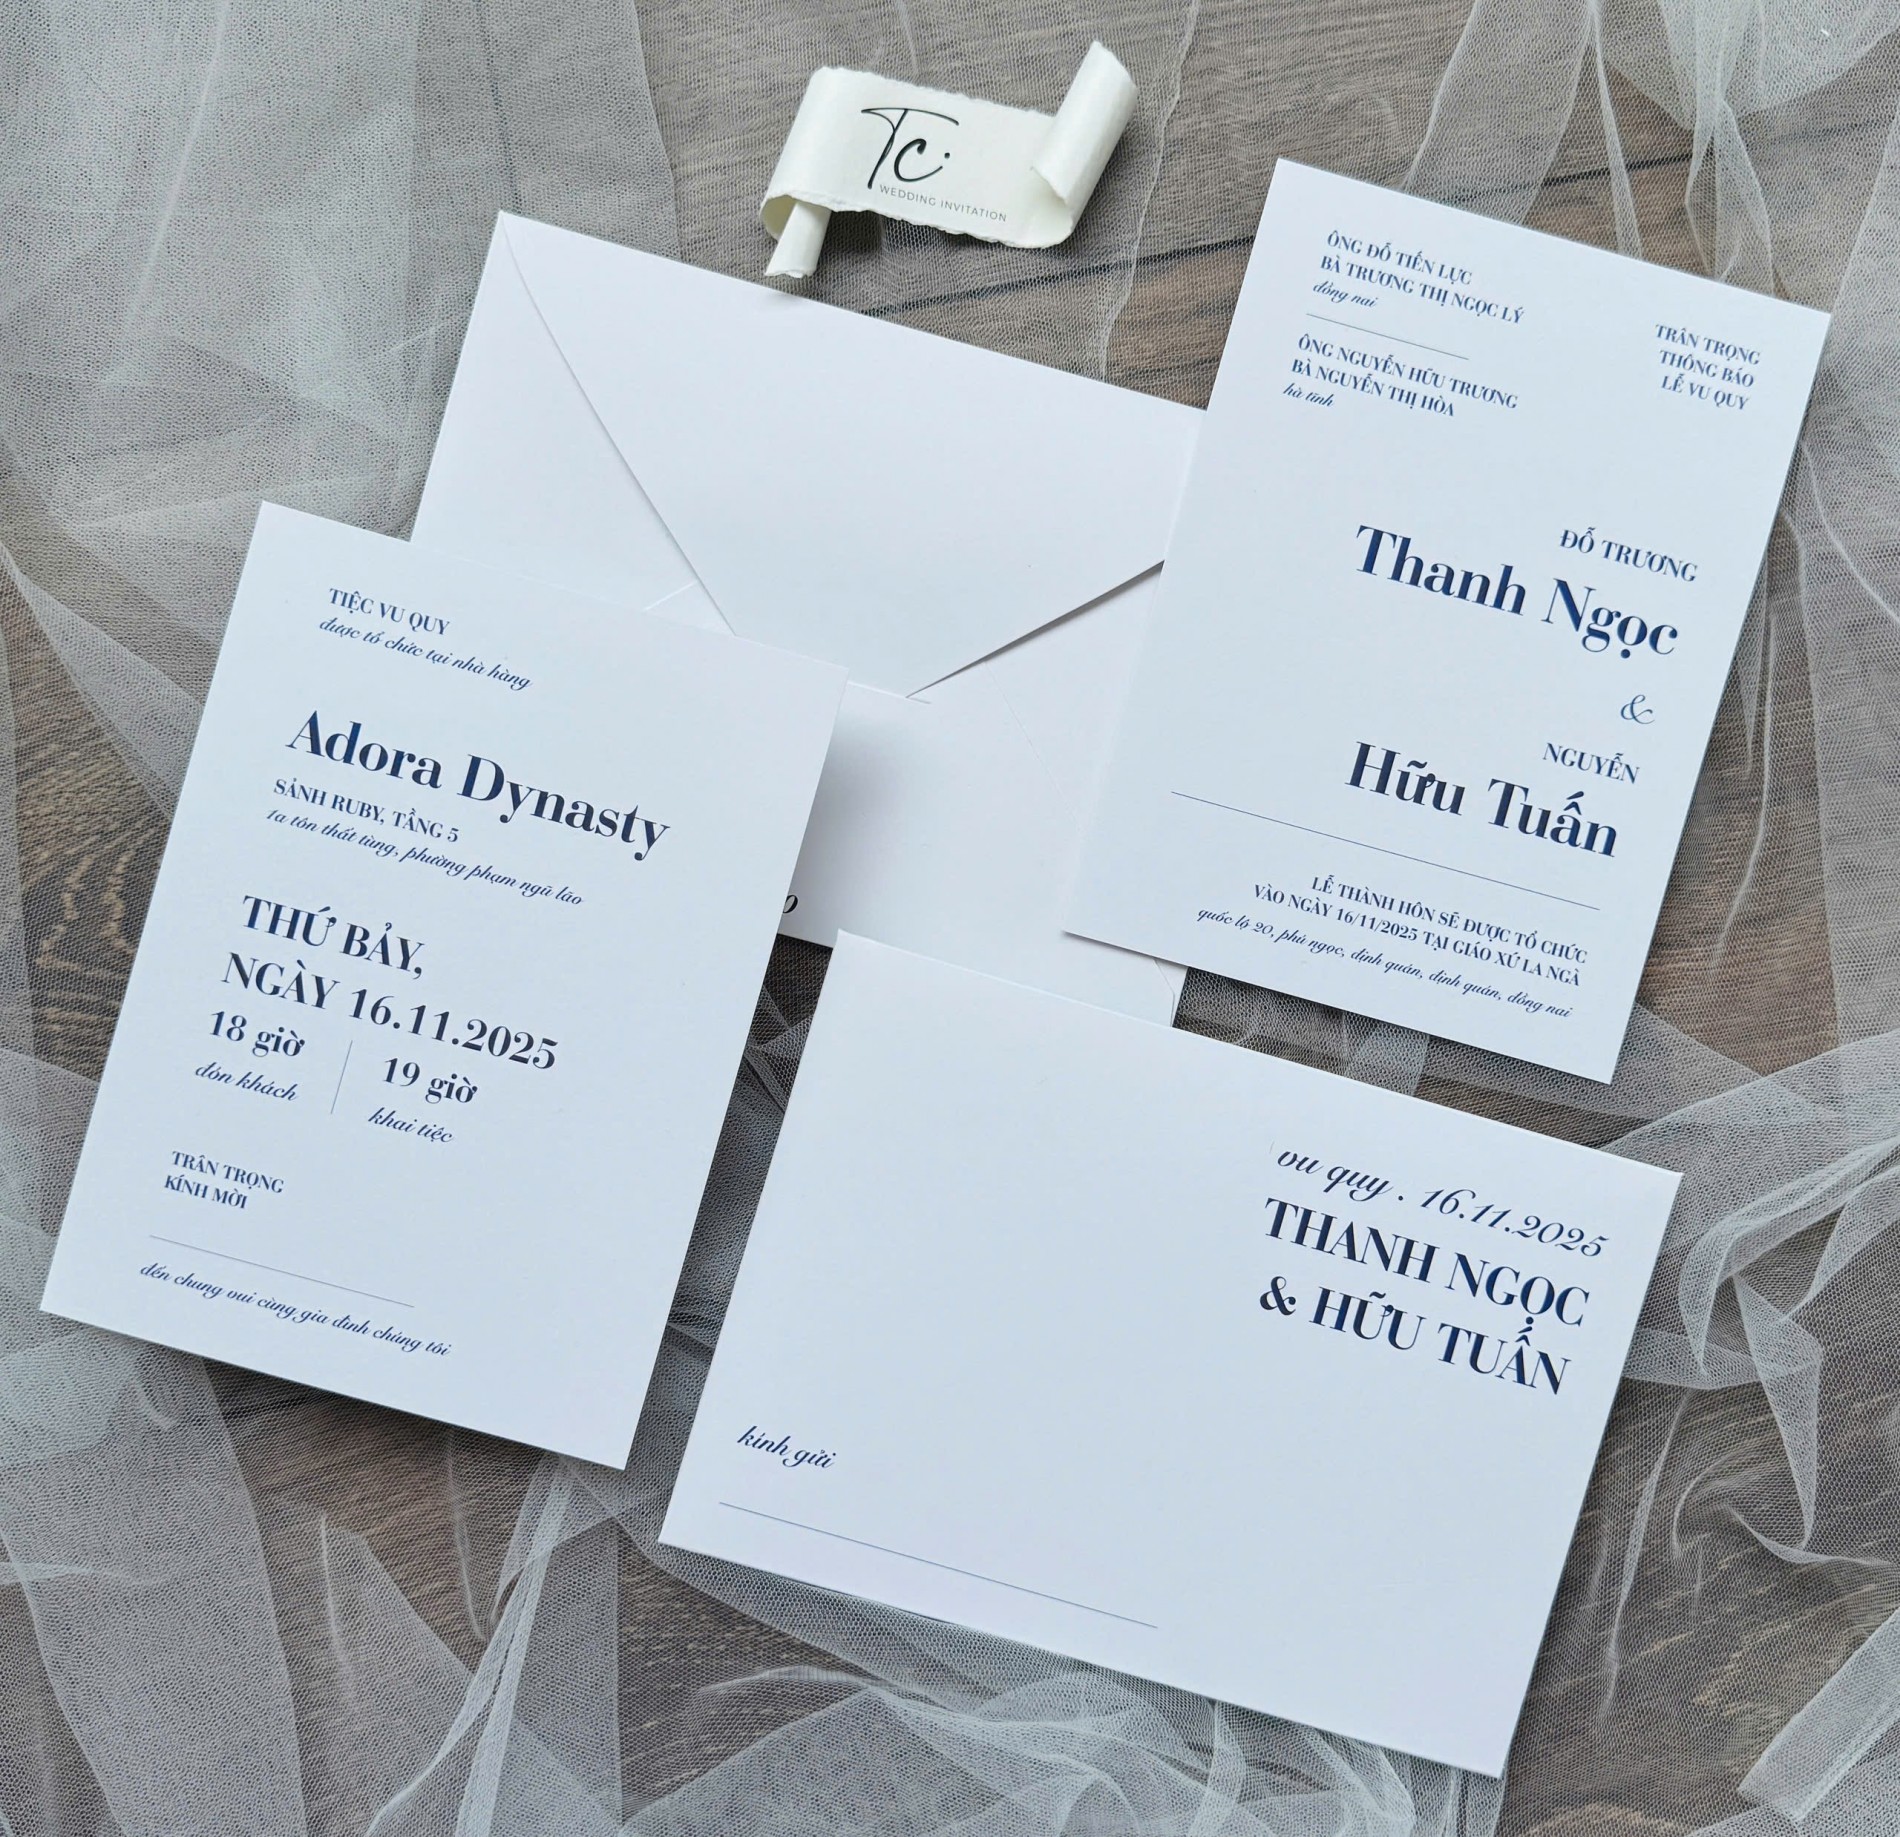 Tc.
WEDDING INVITATION
ÔNG ĐỖ TIẾN LỰC
BÀ TRƯƠNG THỊ NGỌC LÝ
đồng nai
ÔNG NGUYỄN HỮU TRƯƠNG
BÀ NGUYỄN THỊ HÒA
hà tĩnh
TRÂN TRỌNG
THÔNG BÁO
LỄ VU QUY
ĐỖ TRƯƠNG
Thanh Ngọc
&
NGUYỄN
Hữu Tuấn
LỄ THÀNH HÔN SẼ ĐƯỢC TỔ CHỨC
VÀO NGÀY 16/11/2025 TẠI GIÁO XỨ LA NGÀ
quốc lộ 20, phú ngọc, định quán, định quán, đồng nai
TIỆC VU QUY
được tổ chức tại nhà hàng
Adora Dynasty
SẢNH RUBY, TẦNG 5
1a tôn thất tùng, phường phạm ngũ lão
THỨ BẢY,
NGÀY 16.11.2025
18 giờ
đón khách
19 giờ
khai tiệc
TRÂN TRỌNG
KÍNH MỜI
đến chung vui cùng gia đình chúng tôi
vu quy . 16.11.2025
THANH NGỌC
& HỮU TUẤN
kính gửi